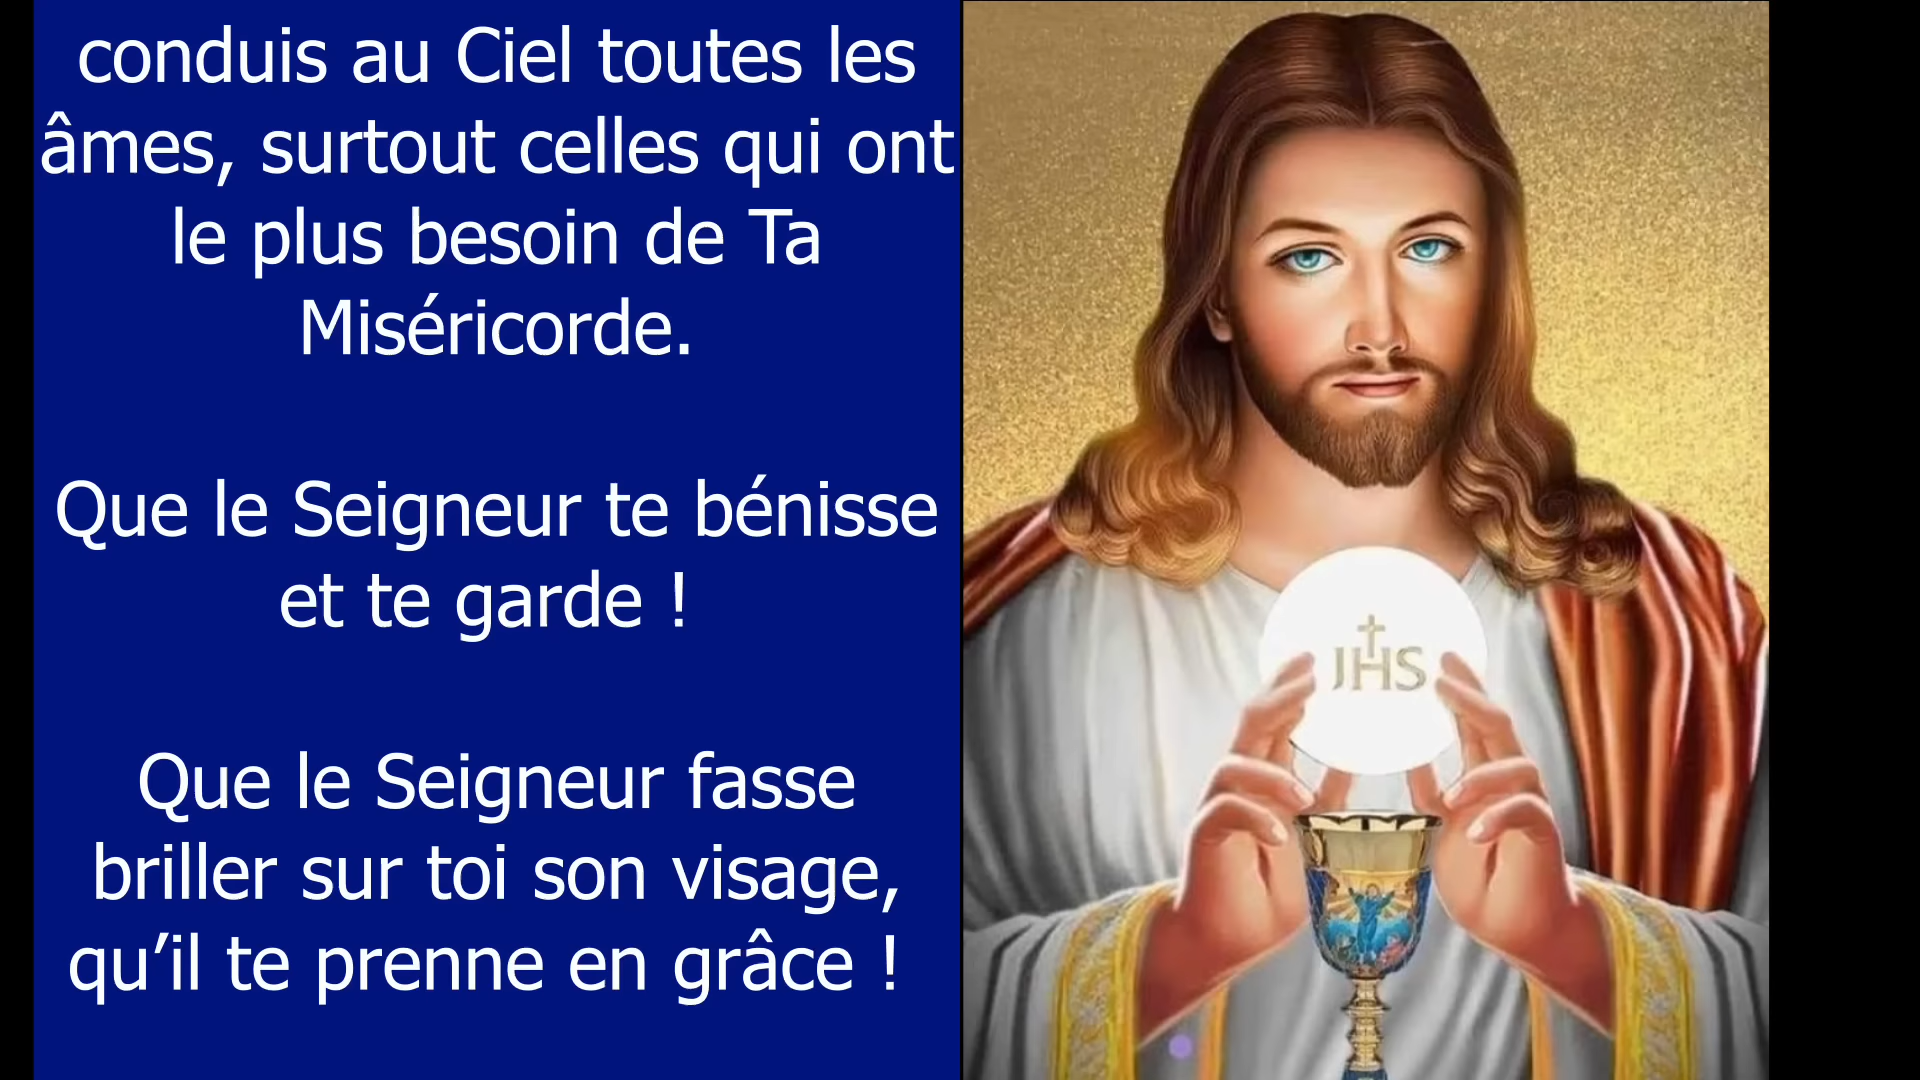 conduis au Ciel toutes les
âmes, surtout celles qui ont
le plus besoin de Ta
Miséricorde.
Que le Seigneur te bénisse
et te garde !
Que le Seigneur fasse
briller sur toi son visage,
qu’il te prenne en grâce !
JHS